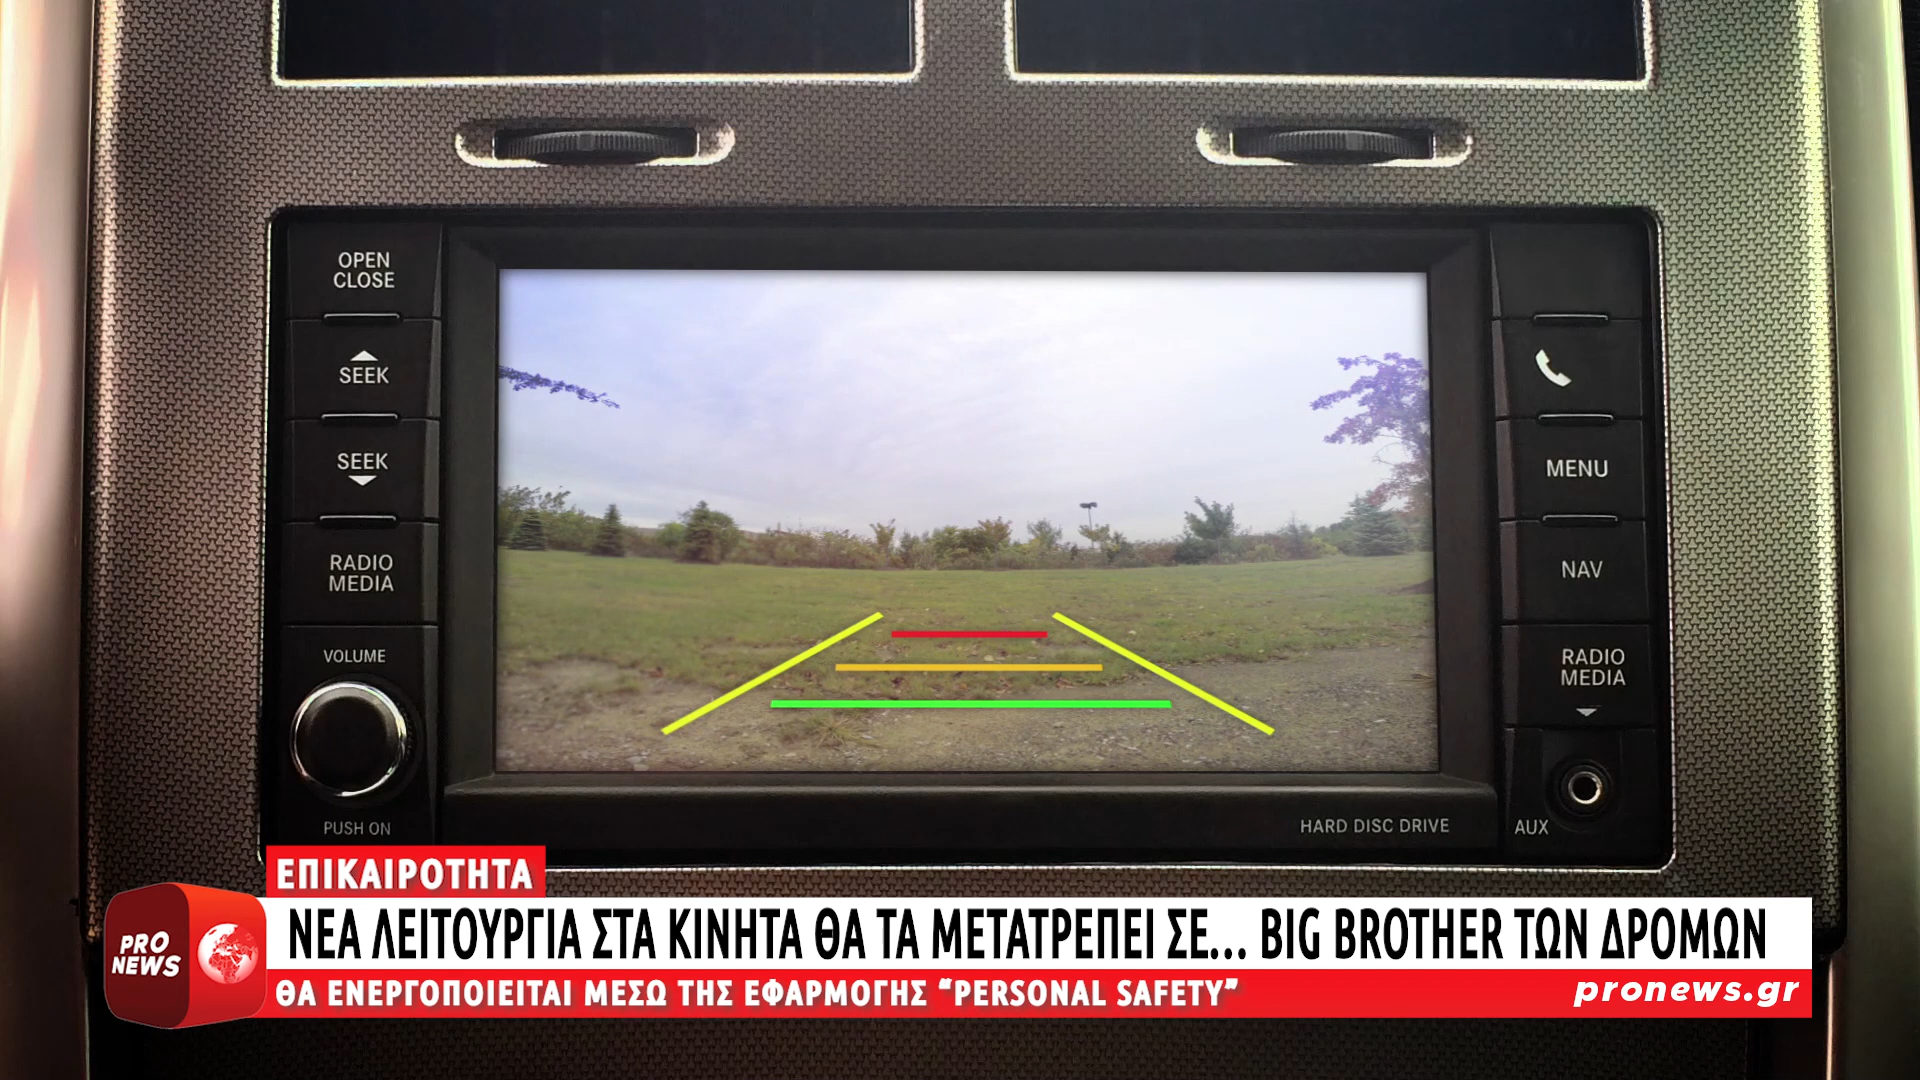 OPEN
CLOSE
SEEK
SEEK
RADIO
MEDIA
VOLUME
PUSH ON
MENU
NAV
RADIO
MEDIA
HARD DISC DRIVE
AUX
ΕΠΙΚΑΙΡΟΤΗΤΑ
PRO
NEWS
ΝΕΑ ΛΕΙΤΟΥΡΓΙΑ ΣΤΑ ΚΙΝΗΤΑ ΘΑ ΤΑ ΜΕΤΑΤΡΕΠΕΙ ΣΕ... BIG BROTHER ΤΩΝ ΔΡΟΜΩΝ
ΘΑ ΕΝΕΡΓΟΠΟΙΕΙΤΑΙ ΜΕΣΩ ΤΗΣ ΕΦΑΡΜΟΓΗΣ “PERSONAL SAFETY”
pronews.gr